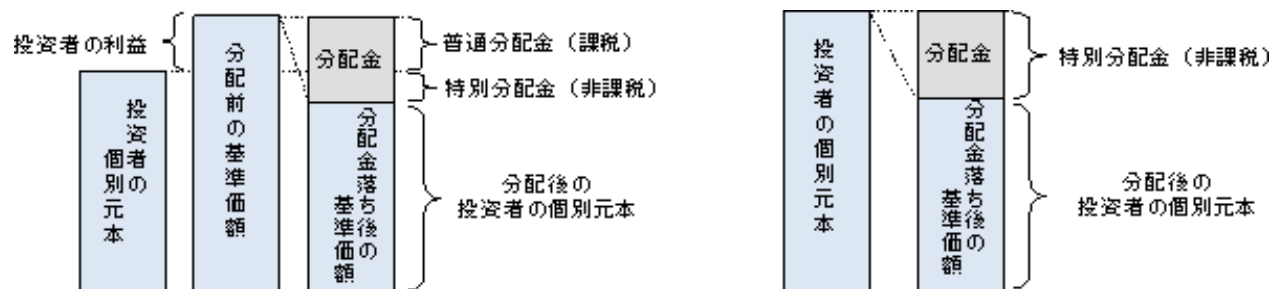 投資者の利益
投資者の
個別元本
分配前の基準価額
分配金
分配金落ち後の
基準価額
普通分配金（課税）
特別分配金（非課税）
分配後の
投資者の個別元本
投資者の個別元本
分配金
分配金落ち後の
基準価額
特別分配金（非課税）
分配後の
投資者の個別元本